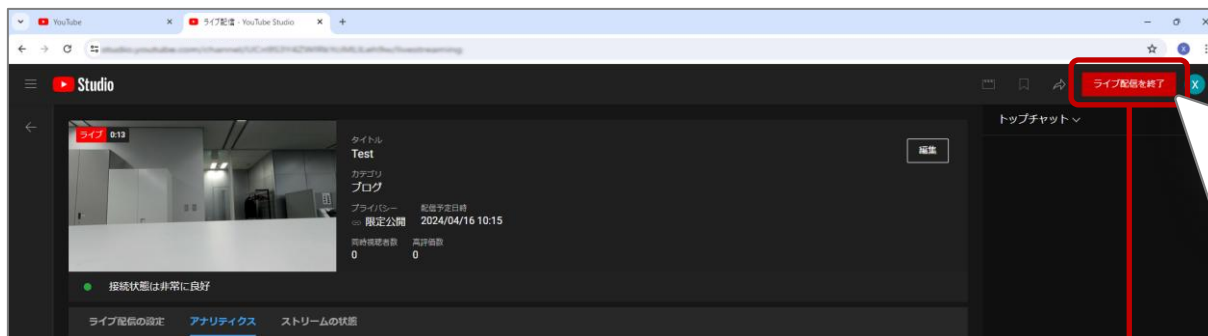 YouTube
ライブ配信 - YouTube Studio
Studio
ライブ配信を終了
X
トップチャット
ライブ 0:13
タイトル
Test
編集
カテゴリ
ブログ
プライバシー 配信予定日時
限定公開 2024/04/16 10:15
同時視聴者数 高評価数
0 0
接続状態は非常に良好
ライブ配信の設定 アナリティクス ストリームの状態